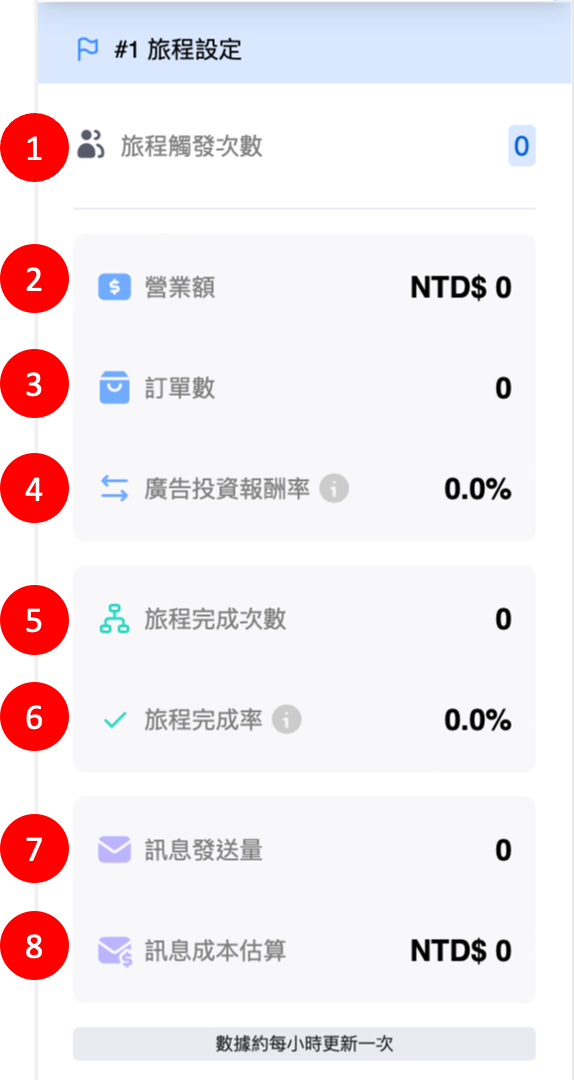 #1 旅程設定
1 旅程觸發次數 0
2 營業額 NTD$ 0
3 訂單數 0
4 廣告投資報酬率 0.0%
5 旅程完成次數 0
6 旅程完成率 0.0%
7 訊息發送量 0
8 訊息成本估算 NTD$ 0
數據約每小時更新一次